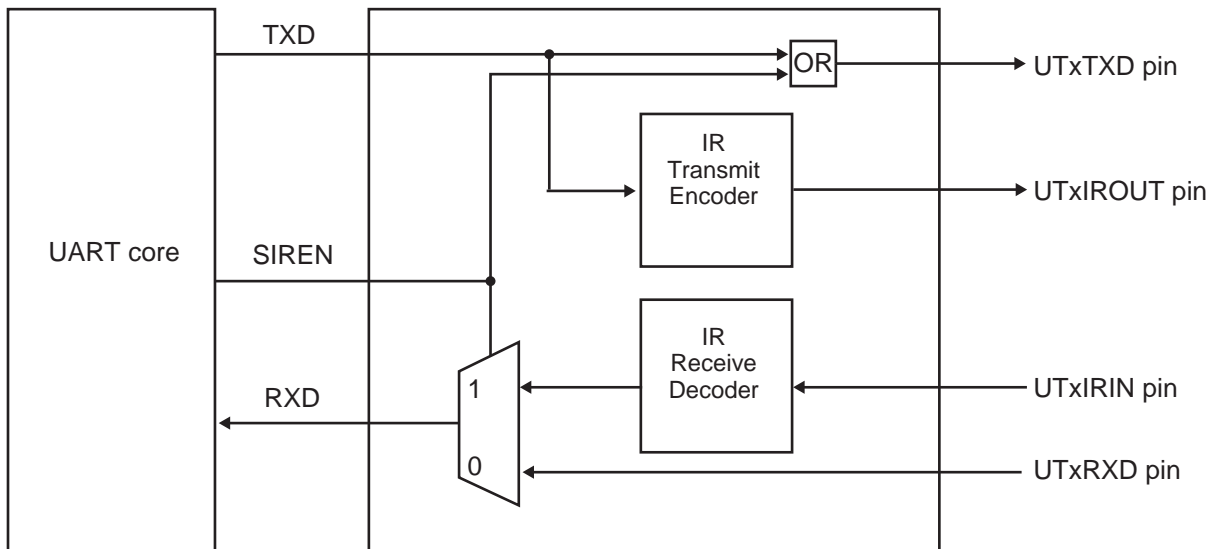 TXD
OR
UTxTXD pin
IR
Transmit
Encoder
UTxIROUT pin
UART core
SIREN
IR
Receive
Decoder
1
UTxIRIN pin
RXD
0
UTxRXD pin